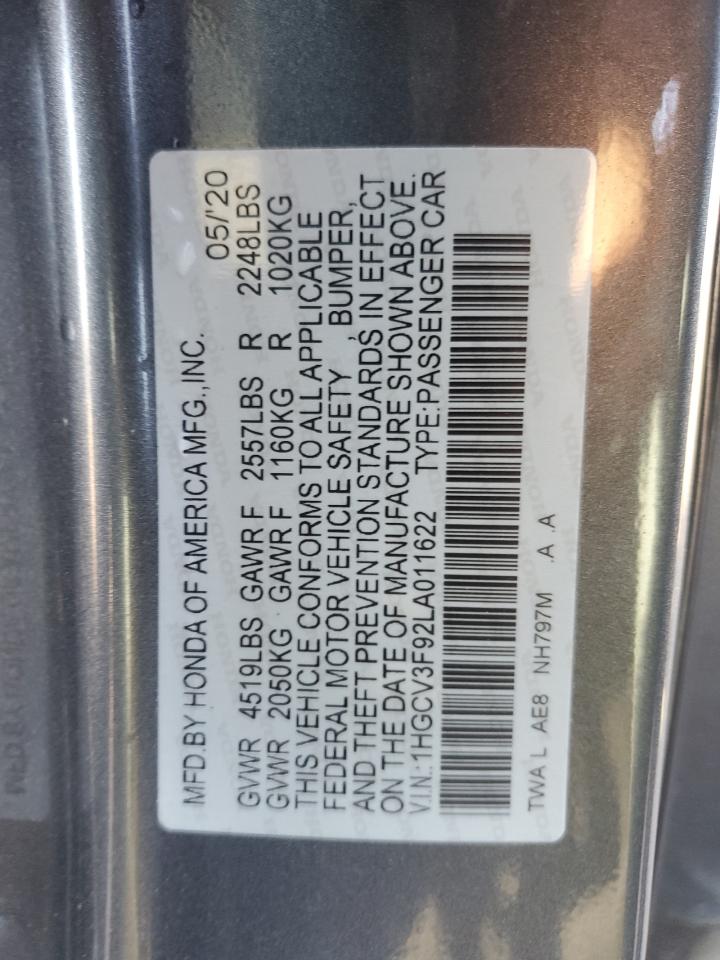 MFD.BY HONDA OF AMERICA MFG.,INC. 05/'20
GVWR 4519LBS GAWR F 2557LBS R 2248LBS
GVWR 2050KG GAWR F 1160KG R 1020KG
THIS VEHICLE CONFORMS TO ALL APPLICABLE
FEDERAL MOTOR VEHICLE SAFETY , BUMPER,
AND THEFT PREVENTION STANDARDS IN EFFECT
ON THE DATE OF MANUFACTURE SHOWN ABOVE.
V.I.N.:1HGCV3F92LA011622 TYPE:PASSENGER CAR
TWA L AE8 NH797M .A .A